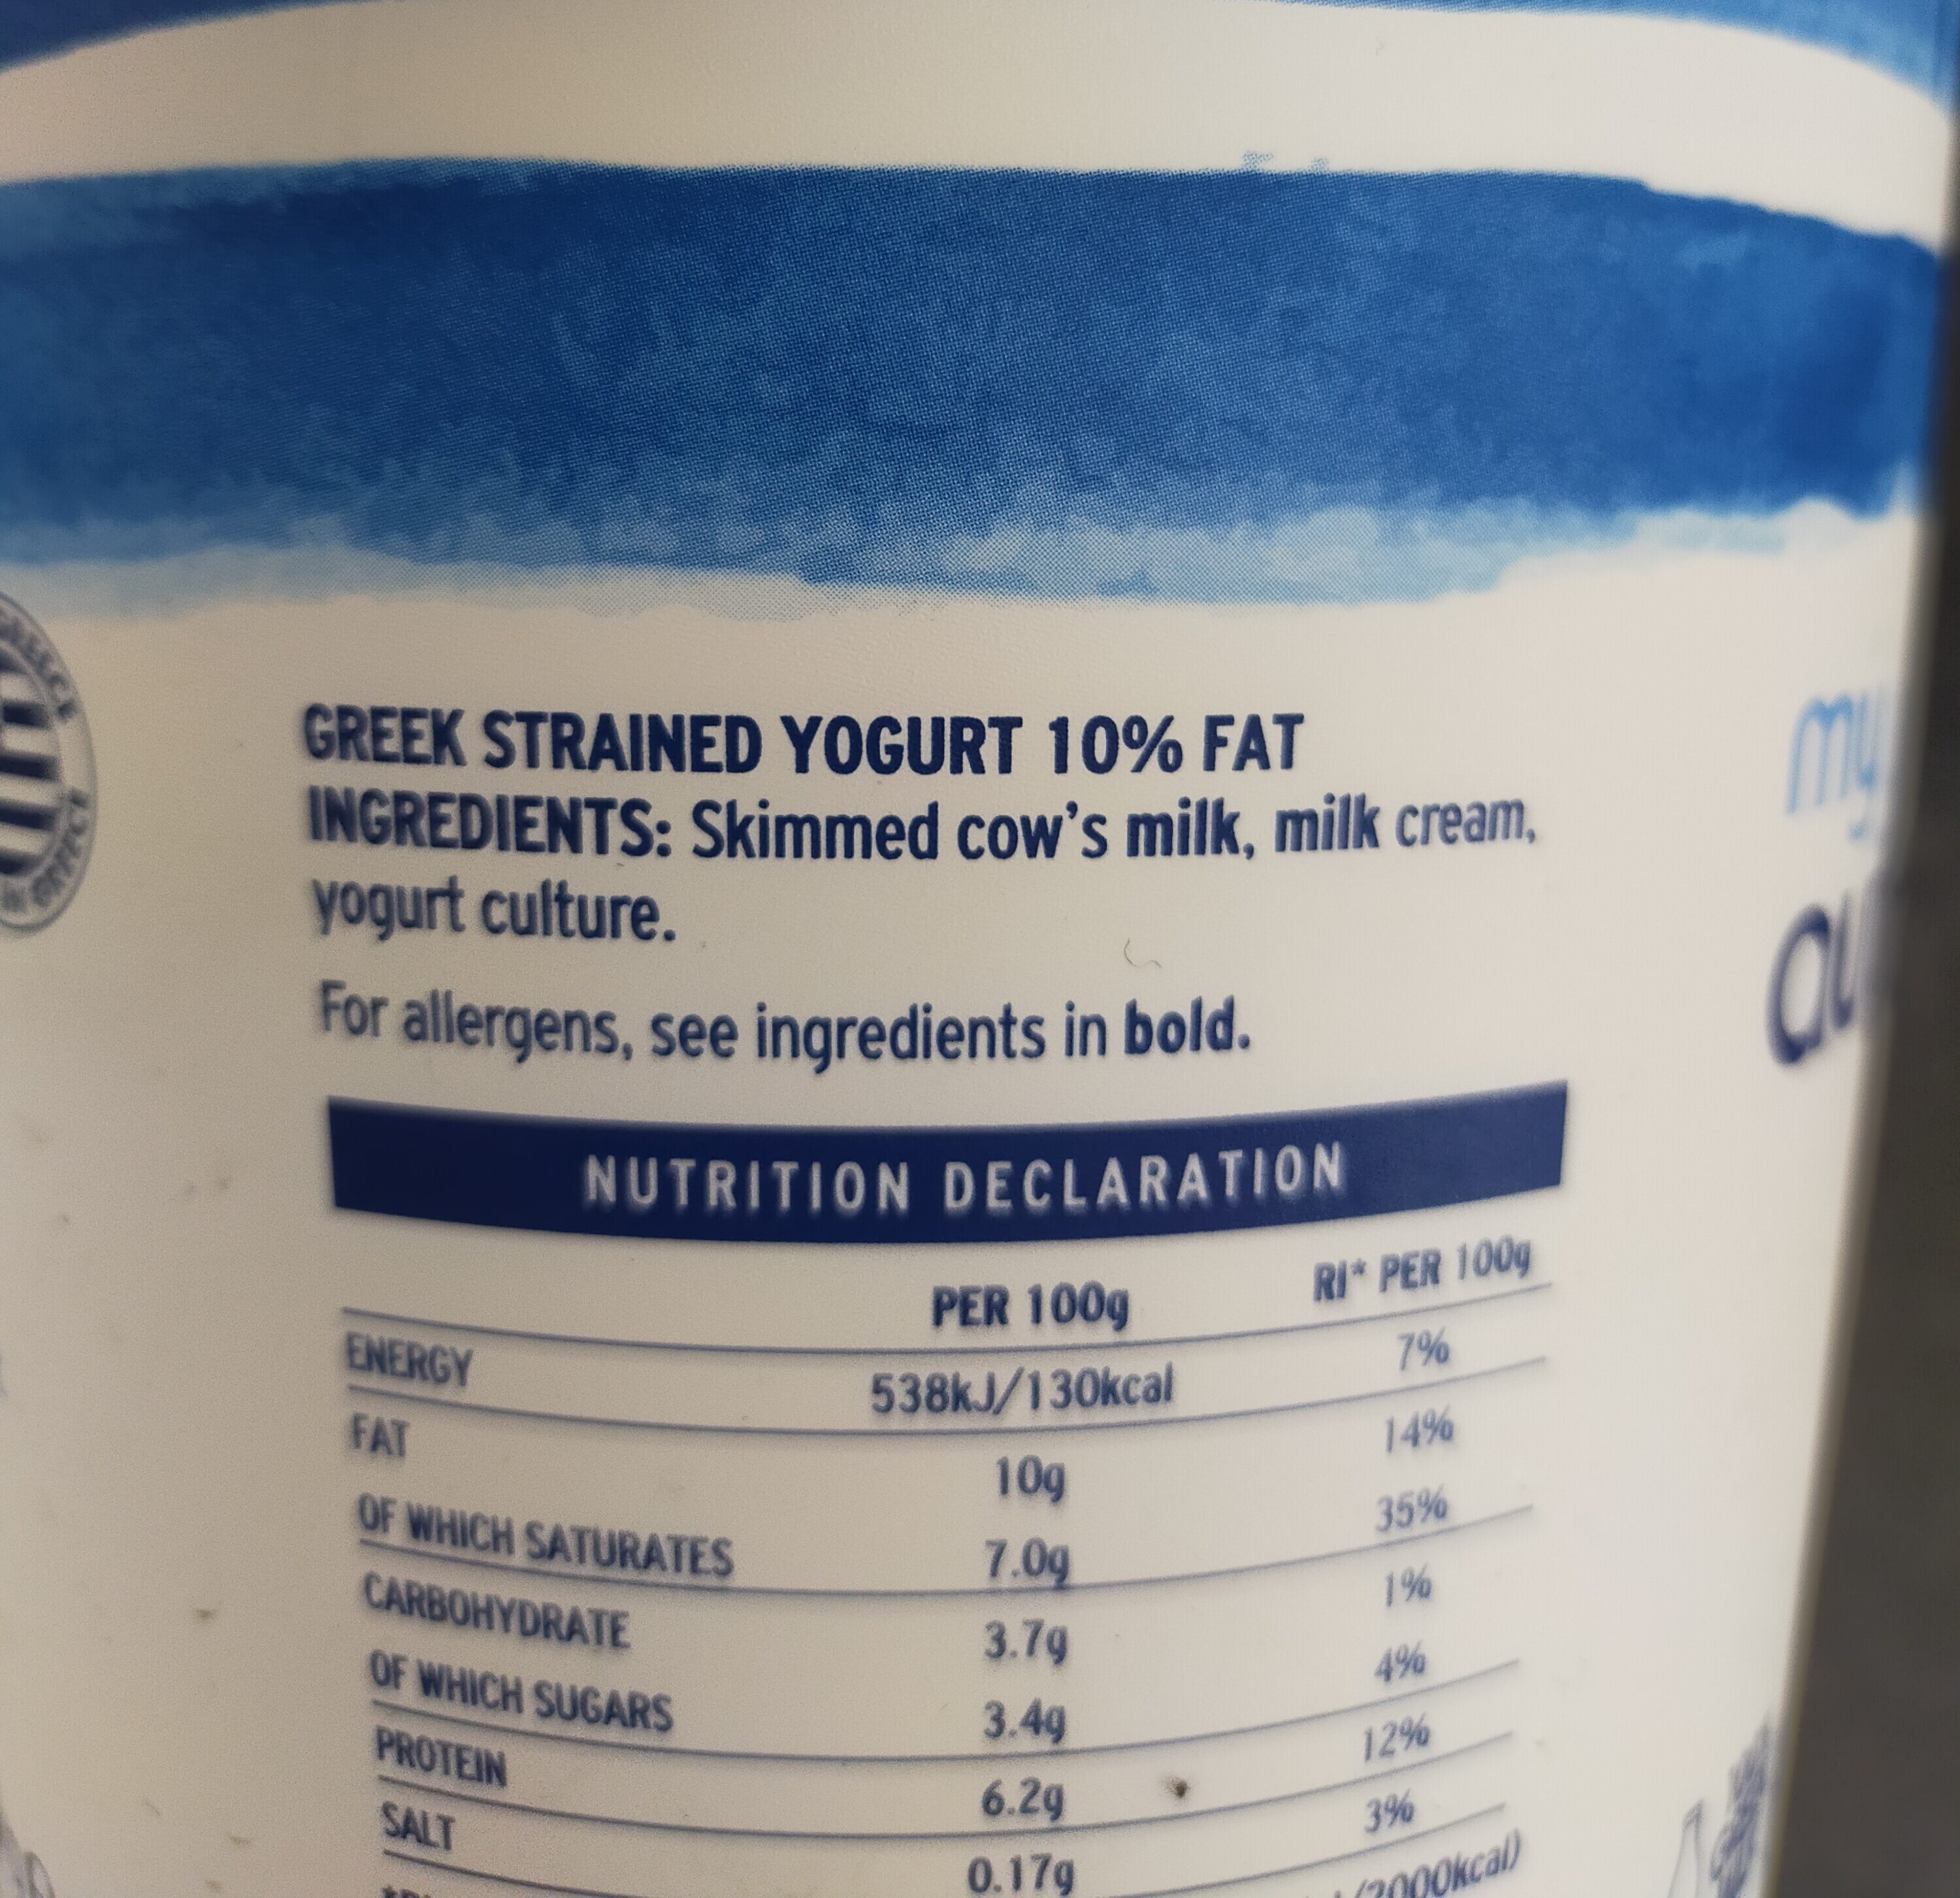 GREECE
GREEK STRAINED YOGURT 10% FAT
INGREDIENTS: Skimmed cow's milk, milk cream,
yogurt culture.
For allergens, see ingredients in bold.
my
NUTRITION DECLARATION
PER 100g RI* PER 100g
ENERGY 538kJ/130kcal 7%
FAT 10g 14%
OF WHICH SATURATES 7.0g 35%
CARBOHYDRATE 3.7g 1%
OF WHICH SUGARS 3.4g 4%
PROTEIN 6.2g 12%
SALT 0.17g 3%
/2000kcal)